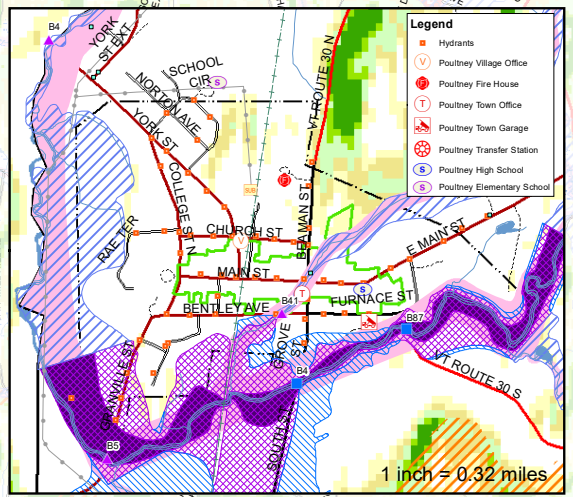 B4
YORK
ST EXT
SCHOOL
CIR
S
NORTON AVE
YORK ST
VT ROUTE 30 N
Legend
Hydrants
V
Poultney Village Office
F
Poultney Fire House
T
Poultney Town Office
Poultney Town Garage
Poultney Transfer Station
S
Poultney High School
S
Poultney Elementary School
COLLEGE ST N
SUB
F
RAE TER
CHURCH ST
V
BEAMAN ST
E MAIN ST
MAIN ST
S
T
B41
FURNACE ST
BENTLEY AVE
B87
GROVE
S
VT ROUTE 30 S
B4
GRANVILLE ST
SOUTH ST
B5
1 inch = 0.32 miles